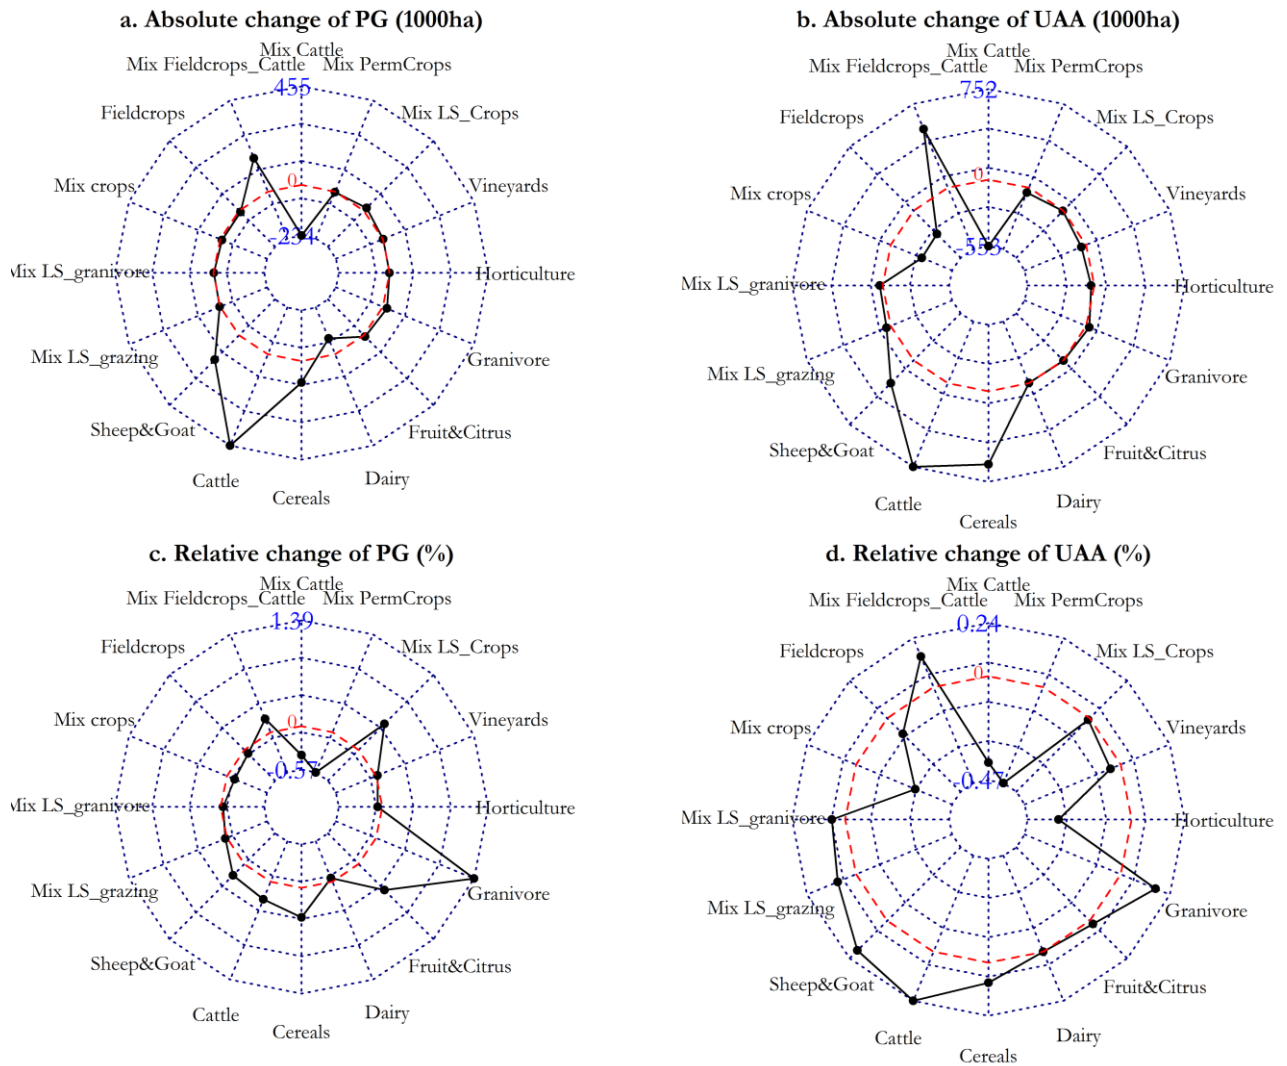 a. Absolute change of PG (1000ha)
Mix Cattle
Mix Fieldcrops_Cattle
Mix PermCrops
455
Fieldcrops
Mix LS_Crops
Mix crops
0
Vineyards
-234
Mix LS_granivore
Horticulture
Mix LS_grazing
Granivore
Sheep&Goat
Fruit&Citrus
Cattle
Dairy
Cereals
b. Absolute change of UAA (1000ha)
Mix Cattle
Mix Fieldcrops_Cattle
Mix PermCrops
752
Fieldcrops
Mix LS_Crops
0
Mix crops
Vineyards
-553
Mix LS_granivore
Horticulture
Mix LS_grazing
Granivore
Sheep&Goat
Fruit&Citrus
Cattle
Dairy
Cereals
c. Relative change of PG (%)
Mix Cattle
Mix Fieldcrops_Cattle
Mix PermCrops
1.39
Fieldcrops
Mix LS_Crops
Mix crops
0
Vineyards
-0.57
Mix LS_granivore
Horticulture
Mix LS_grazing
Granivore
Sheep&Goat
Fruit&Citrus
Cattle
Dairy
Cereals
d. Relative change of UAA (%)
Mix Cattle
Mix Fieldcrops_Cattle
Mix PermCrops
0.24
Fieldcrops
Mix LS_Crops
0
Mix crops
Vineyards
-0.47
Mix LS_granivore
Horticulture
Mix LS_grazing
Granivore
Sheep&Goat
Fruit&Citrus
Cattle
Dairy
Cereals